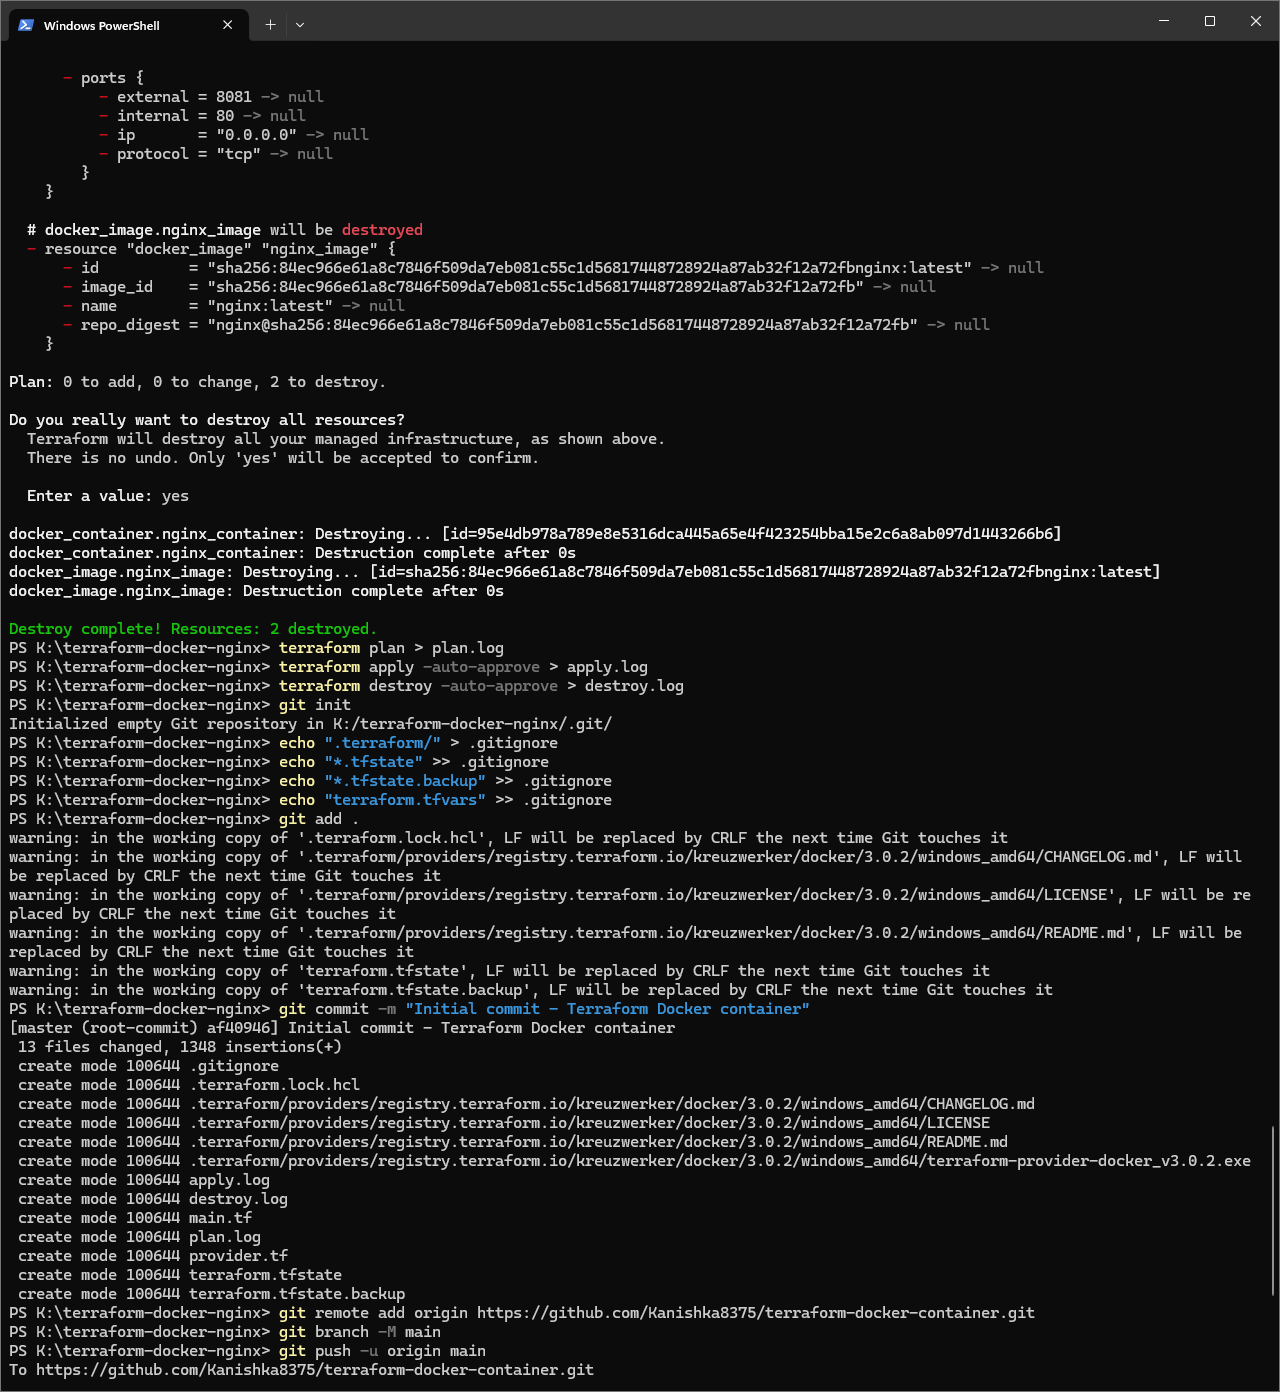 Windows PowerShell
- ports {
- external = 8081 -> null
- internal = 80 -> null
- ip       = "0.0.0.0" -> null
- protocol = "tcp" -> null
}
}
# docker_image.nginx_image will be destroyed
- resource "docker_image" "nginx_image" {
- id          = "sha256:84ec966e61a8c7846f509da7eb081c55c1d56817448728924a87ab32f12a72fbnginx:latest" -> null
- image_id    = "sha256:84ec966e61a8c7846f509da7eb081c55c1d56817448728924a87ab32f12a72fb" -> null
- name        = "nginx:latest" -> null
- repo_digest = "nginx@sha256:84ec966e61a8c7846f509da7eb081c55c1d56817448728924a87ab32f12a72fb" -> null
}
Plan: 0 to add, 0 to change, 2 to destroy.
Do you really want to destroy all resources?
Terraform will destroy all your managed infrastructure, as shown above.
There is no undo. Only 'yes' will be accepted to confirm.
Enter a value: yes
docker_container.nginx_container: Destroying... [id=95e4db978a789e8e5316dca445a65e4f423254bba15e2c6a8ab097d1443266b6]
docker_container.nginx_container: Destruction complete after 0s
docker_image.nginx_image: Destroying... [id=sha256:84ec966e61a8c7846f509da7eb081c55c1d56817448728924a87ab32f12a72fbnginx:latest]
docker_image.nginx_image: Destruction complete after 0s
Destroy complete! Resources: 2 destroyed.
PS K:\terraform-docker-nginx> terraform plan > plan.log
PS K:\terraform-docker-nginx> terraform apply -auto-approve > apply.log
PS K:\terraform-docker-nginx> terraform destroy -auto-approve > destroy.log
PS K:\terraform-docker-nginx> git init
Initialized empty Git repository in K:/terraform-docker-nginx/.git/
PS K:\terraform-docker-nginx> echo ".terraform/" > .gitignore
PS K:\terraform-docker-nginx> echo "*.tfstate" >> .gitignore
PS K:\terraform-docker-nginx> echo "*.tfstate.backup" >> .gitignore
PS K:\terraform-docker-nginx> echo "terraform.tfvars" >> .gitignore
PS K:\terraform-docker-nginx> git add .
warning: in the working copy of '.terraform.lock.hcl', LF will be replaced by CRLF the next time Git touches it
warning: in the working copy of '.terraform/providers/registry.terraform.io/kreuzwerker/docker/3.0.2/windows_amd64/CHANGELOG.md', LF will
be replaced by CRLF the next time Git touches it
warning: in the working copy of '.terraform/providers/registry.terraform.io/kreuzwerker/docker/3.0.2/windows_amd64/LICENSE', LF will be re
placed by CRLF the next time Git touches it
warning: in the working copy of '.terraform/providers/registry.terraform.io/kreuzwerker/docker/3.0.2/windows_amd64/README.md', LF will be
replaced by CRLF the next time Git touches it
warning: in the working copy of 'terraform.tfstate', LF will be replaced by CRLF the next time Git touches it
warning: in the working copy of 'terraform.tfstate.backup', LF will be replaced by CRLF the next time Git touches it
PS K:\terraform-docker-nginx> git commit -m "Initial commit - Terraform Docker container"
[master (root-commit) af40946] Initial commit - Terraform Docker container
13 files changed, 1348 insertions(+)
create mode 100644 .gitignore
create mode 100644 .terraform.lock.hcl
create mode 100644 .terraform/providers/registry.terraform.io/kreuzwerker/docker/3.0.2/windows_amd64/CHANGELOG.md
create mode 100644 .terraform/providers/registry.terraform.io/kreuzwerker/docker/3.0.2/windows_amd64/LICENSE
create mode 100644 .terraform/providers/registry.terraform.io/kreuzwerker/docker/3.0.2/windows_amd64/README.md
create mode 100644 .terraform/providers/registry.terraform.io/kreuzwerker/docker/3.0.2/windows_amd64/terraform-provider-docker_v3.0.2.exe
create mode 100644 apply.log
create mode 100644 destroy.log
create mode 100644 main.tf
create mode 100644 plan.log
create mode 100644 provider.tf
create mode 100644 terraform.tfstate
create mode 100644 terraform.tfstate.backup
PS K:\terraform-docker-nginx> git remote add origin https://github.com/Kanishka8375/terraform-docker-container.git
PS K:\terraform-docker-nginx> git branch -M main
PS K:\terraform-docker-nginx> git push -u origin main
To https://github.com/Kanishka8375/terraform-docker-container.git